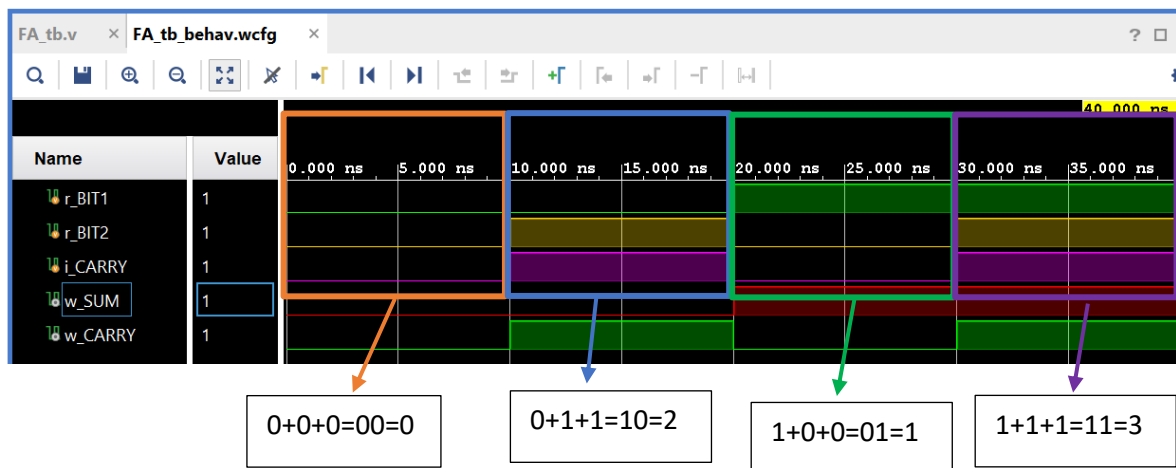 FA_tb.v × FA_tb_behav.wcfg × ?
40.000 ns
Name Value 0.000 ns 5.000 ns 10.000 ns 15.000 ns 20.000 ns 25.000 ns 30.000 ns 35.000 ns
r_BIT1 1
r_BIT2 1
i_CARRY 1
w_SUM 1
w_CARRY 1
0+0+0=00=0 0+1+1=10=2 1+0+0=01=1 1+1+1=11=3